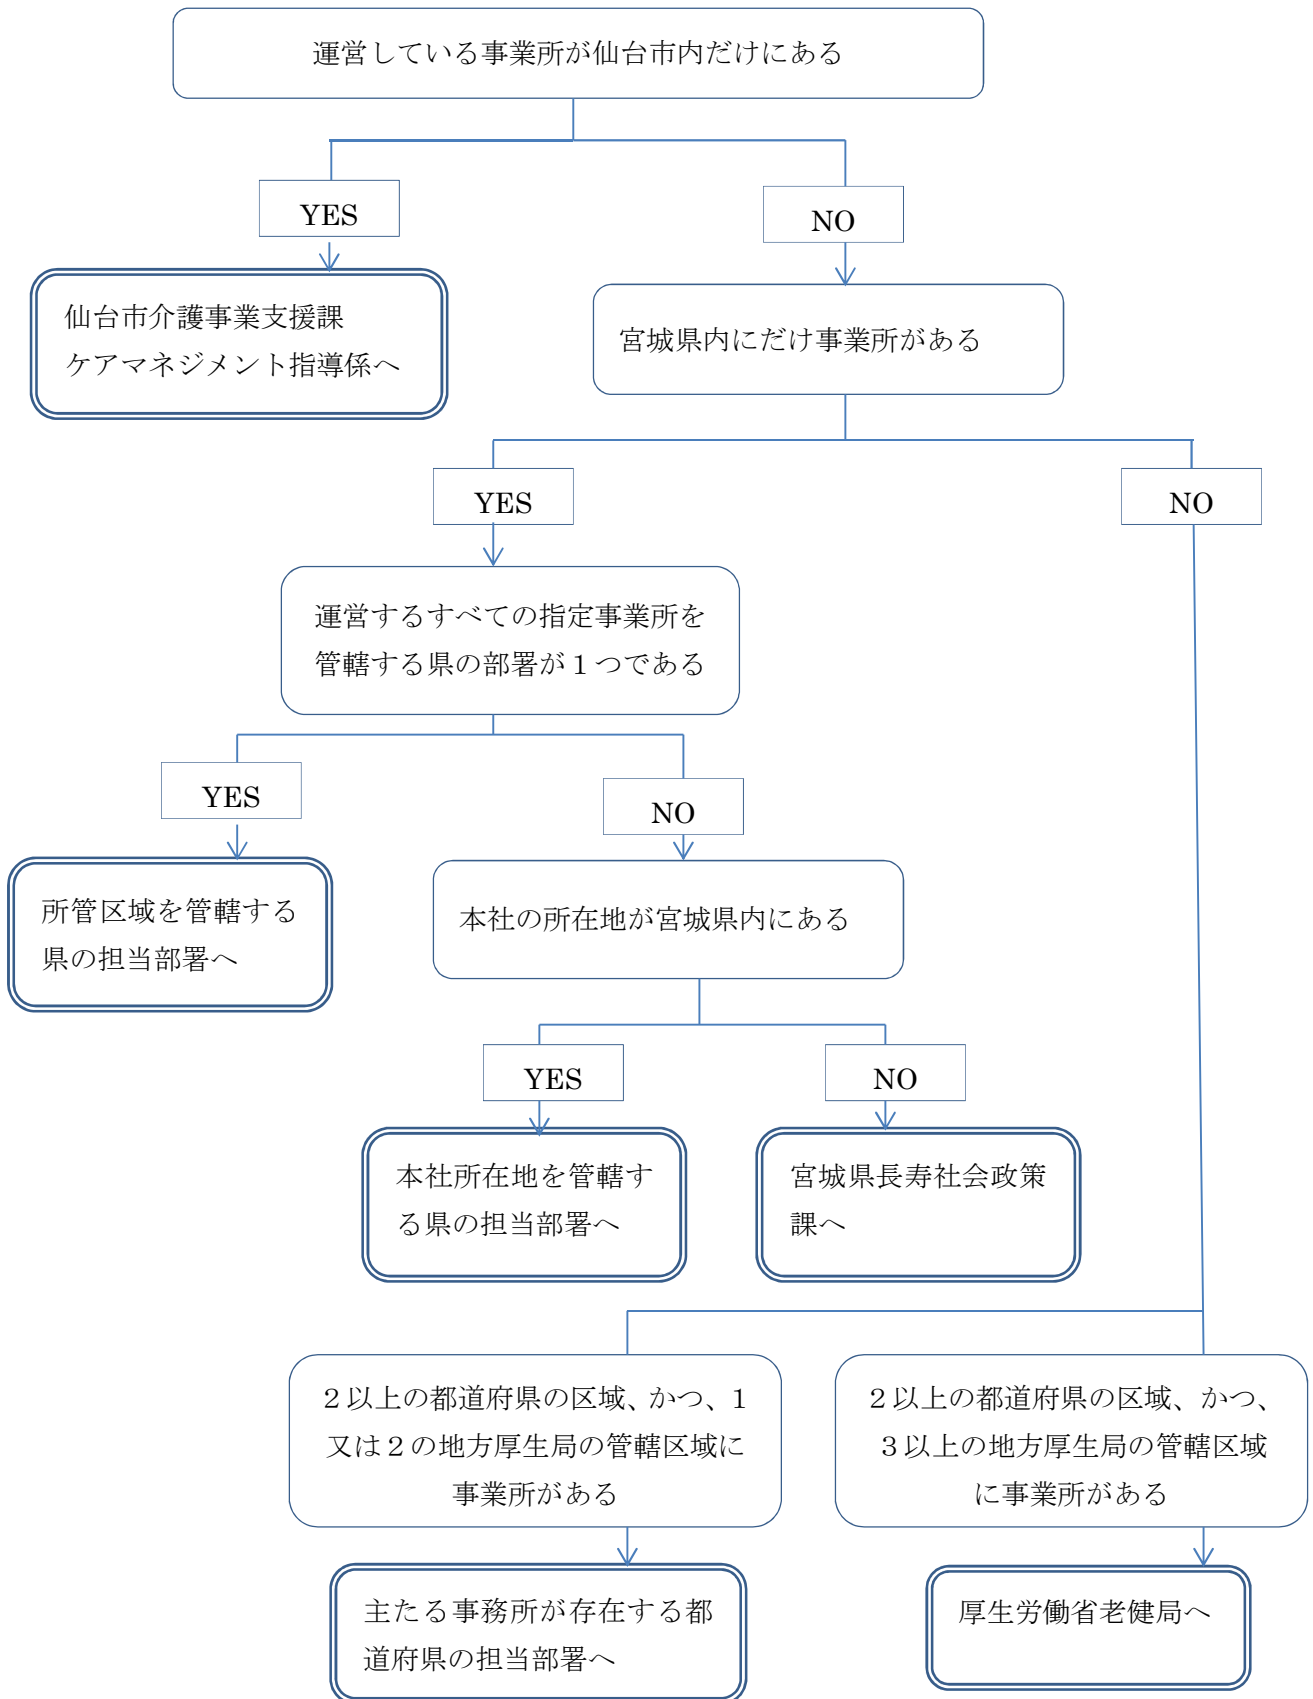 運営している事業所が仙台市内だけにある
YES
NO
仙台市介護事業支援課
ケアマネジメント指導係へ
宮城県内にだけ事業所がある
YES
NO
運営するすべての指定事業所を
管轄する県の部署が１つである
YES
NO
所管区域を管轄する
県の担当部署へ
本社の所在地が宮城県内にある
YES
NO
本社所在地を管轄す
る県の担当部署へ
宮城県長寿社会政策
課へ
２以上の都道府県の区域、かつ、1
又は２の地方厚生局の管轄区域に
事業所がある
２以上の都道府県の区域、かつ、
３以上の地方厚生局の管轄区域
に事業所がある
主たる事務所が存在する都
道府県の担当部署へ
厚生労働省老健局へ